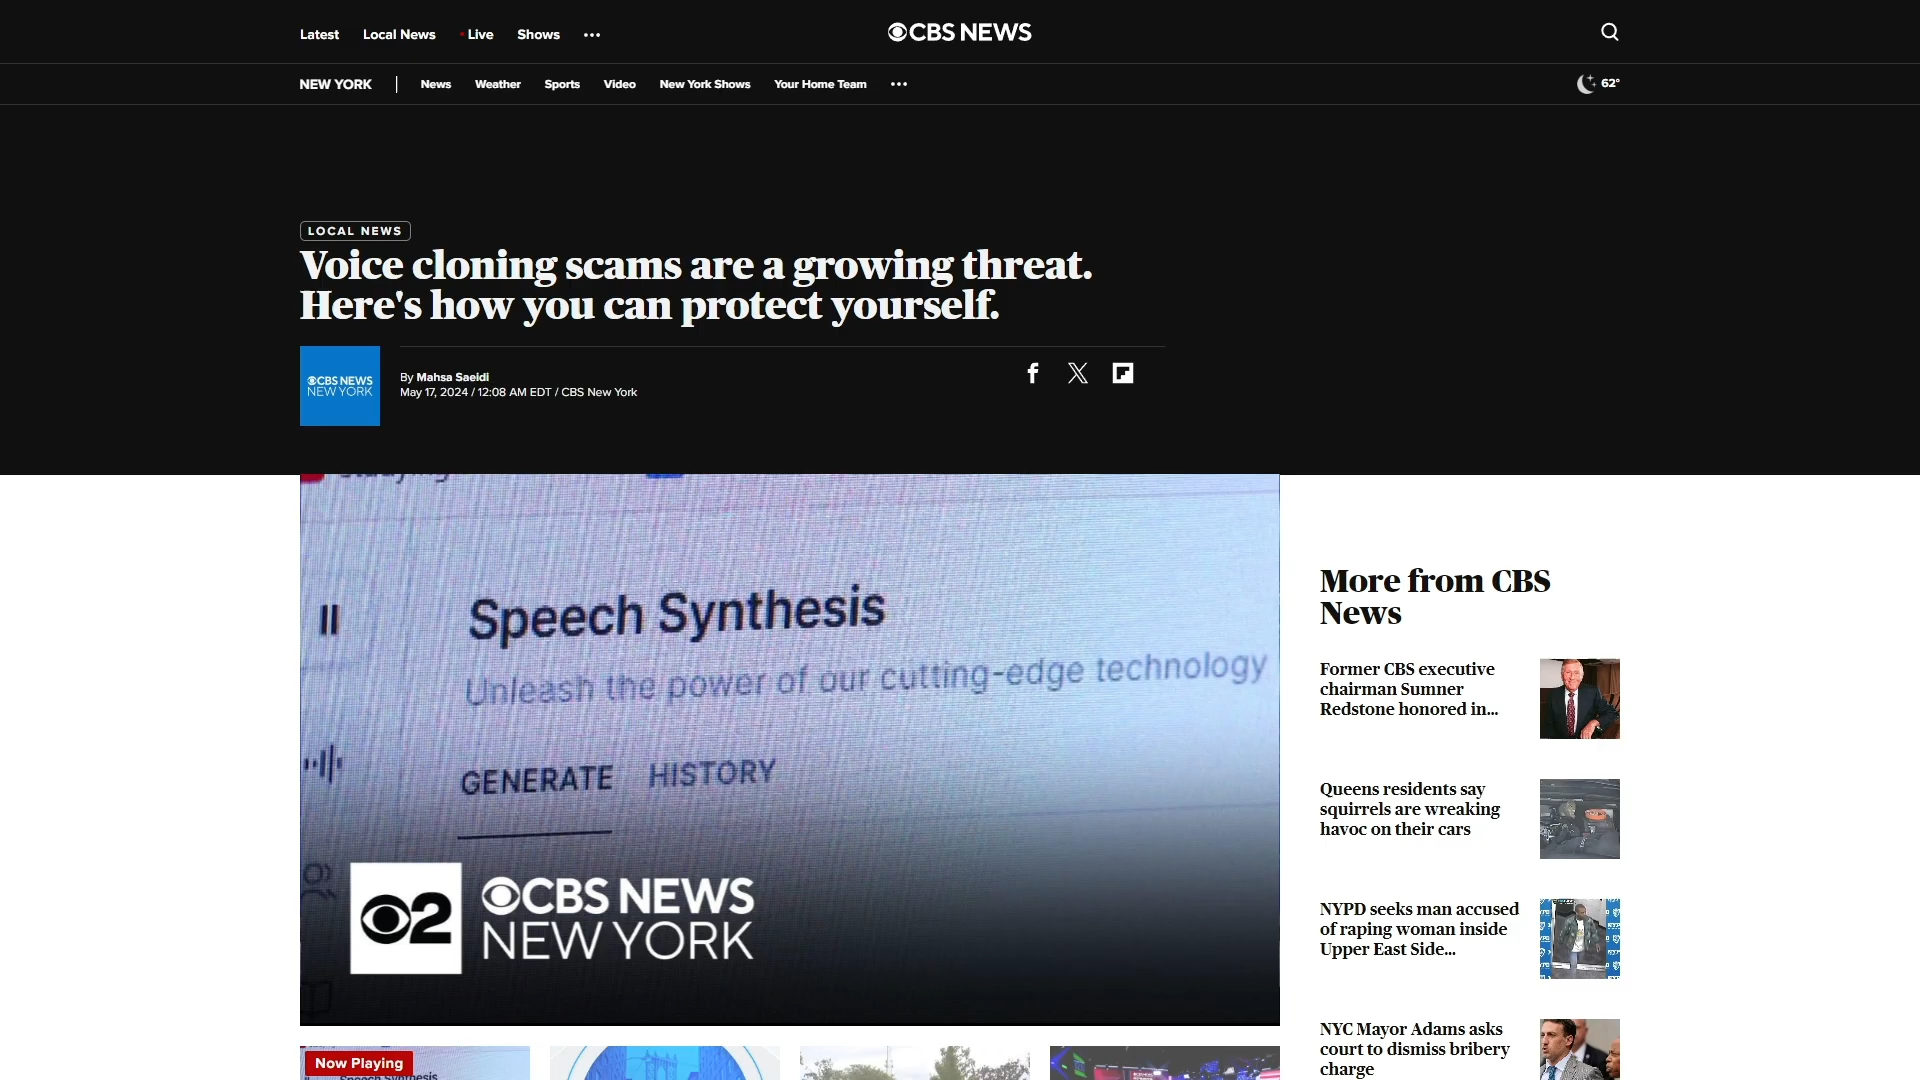 Latest
Local News
Live
Shows
CBS NEWS
NEW YORK
News
Weather
Sports
Video
New York Shows
Your Home Team
62°
LOCAL NEWS
Voice cloning scams are a growing threat.
Here's how you can protect yourself.
CBS NEWS
NEW YORK
By Mahsa Saeidi
May 17, 2024 / 12:08 AM EDT / CBS New York
Speech Synthesis
Unleash the power of our cutting-edge technology
GENERATE HISTORY
2
CBS NEWS
NEW YORK
Now Playing
Speech Synthesis
More from CBS
News
Former CBS executive
chairman Sumner
Redstone honored in...
Queens residents say
squirrels are wreaking
havoc on their cars
NYPD seeks man accused
of raping woman inside
Upper East Side...
NYC Mayor Adams asks
court to dismiss bribery
charge